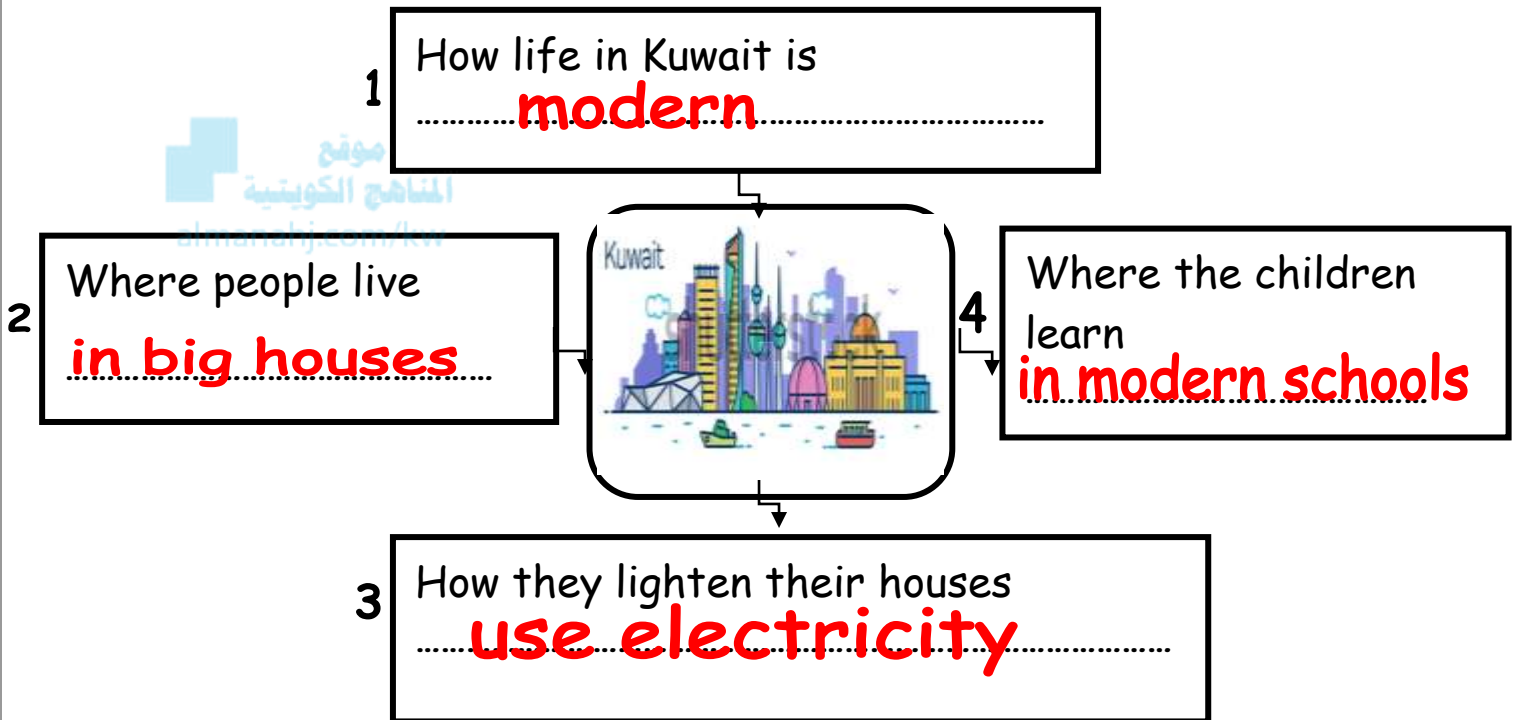 1
How life in Kuwait is
modern
موقع
المناهج الكويتية
almanahj.com/kw
2
Where people live
in big houses
Kuwait
4
Where the children
learn
in modern schools
3
How they lighten their houses
use electricity